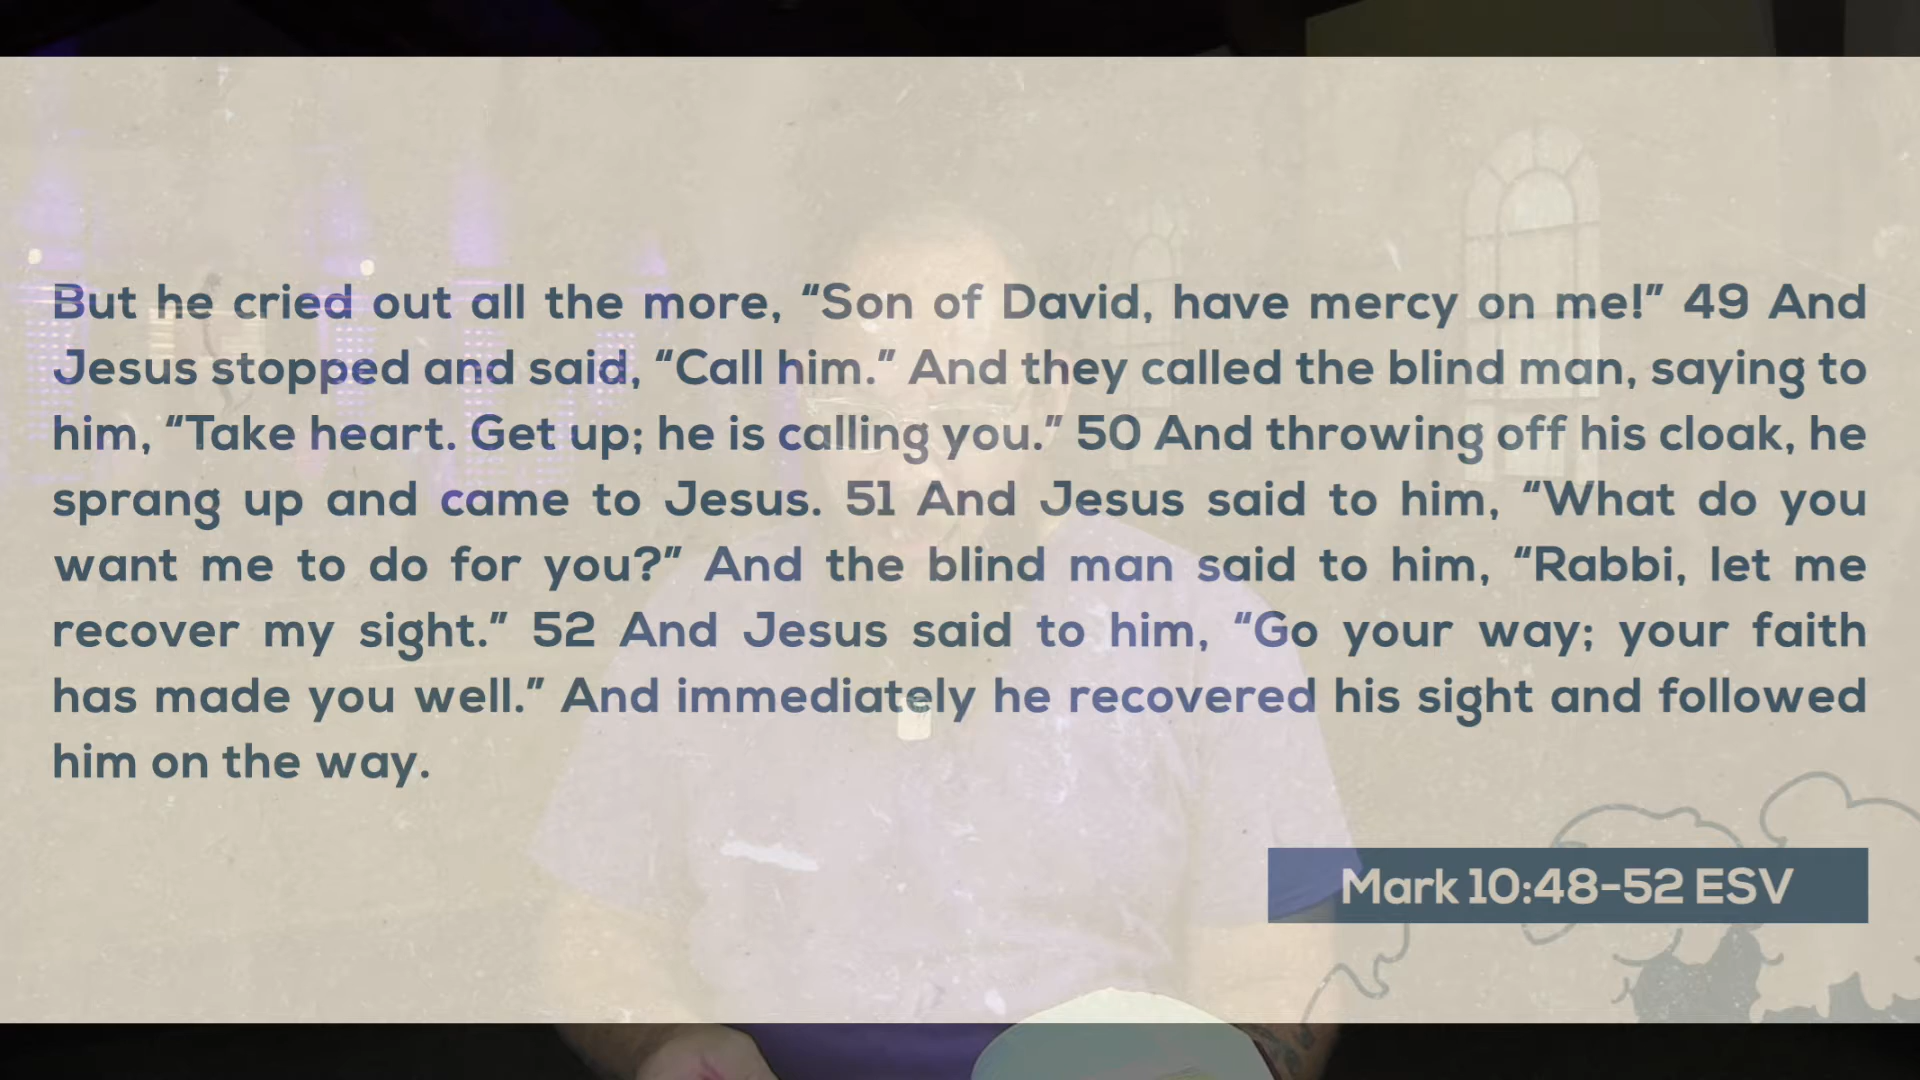 But he cried out all the more, “Son of David, have mercy on me!” 49 And
Jesus stopped and said, “Call him.” And they called the blind man, saying to
him, “Take heart. Get up; he is calling you.” 50 And throwing off his cloak, he
sprang up and came to Jesus. 51 And Jesus said to him, “What do you
want me to do for you?” And the blind man said to him, “Rabbi, let me
recover my sight.” 52 And Jesus said to him, “Go your way; your faith
has made you well.” And immediately he recovered his sight and followed
him on the way.
Mark 10:48-52 ESV